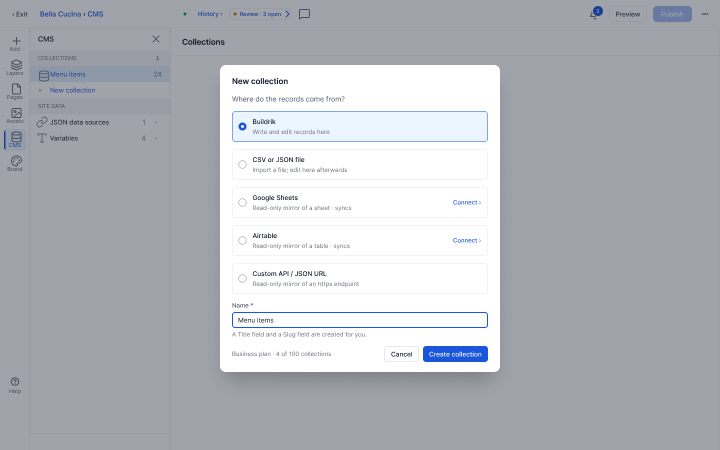 ‹ Exit
Bella Cucina › CMS
History ›
Review · 3 open
3
Preview
Publish
Add
Layers
Pages
Assets
CMS
Brand
Help
CMS
COLLECTIONS 1
Menu items 24
New collection
SITE DATA
JSON data sources 1
Variables 4
Collections
New collection
Where do the records come from?
Buildrik
Write and edit records here
CSV or JSON file
Import a file; edit here afterwards
Google Sheets
Read-only mirror of a sheet · syncs
Connect ›
Airtable
Read-only mirror of a table · syncs
Connect ›
Custom API / JSON URL
Read-only mirror of an https endpoint
Name *
Menu items
A Title field and a Slug field are created for you.
Business plan · 4 of 100 collections
Cancel
Create collection